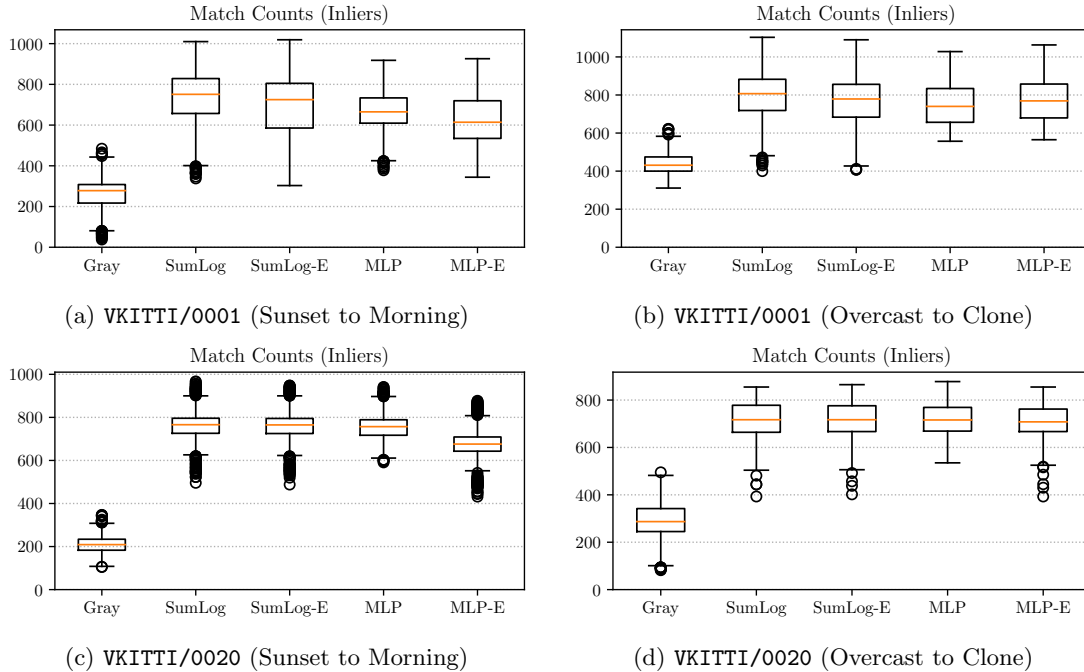 Match Counts (Inliers)
1000
800
600
400
200
0
Gray SumLog SumLog-E MLP MLP-E
(a) VKITTI/0001 (Sunset to Morning)
Match Counts (Inliers)
1000
800
600
400
200
0
Gray SumLog SumLog-E MLP MLP-E
(b) VKITTI/0001 (Overcast to Clone)
Match Counts (Inliers)
1000
800
600
400
200
0
Gray SumLog SumLog-E MLP MLP-E
(c) VKITTI/0020 (Sunset to Morning)
Match Counts (Inliers)
800
600
400
200
0
Gray SumLog SumLog-E MLP MLP-E
(d) VKITTI/0020 (Overcast to Clone)